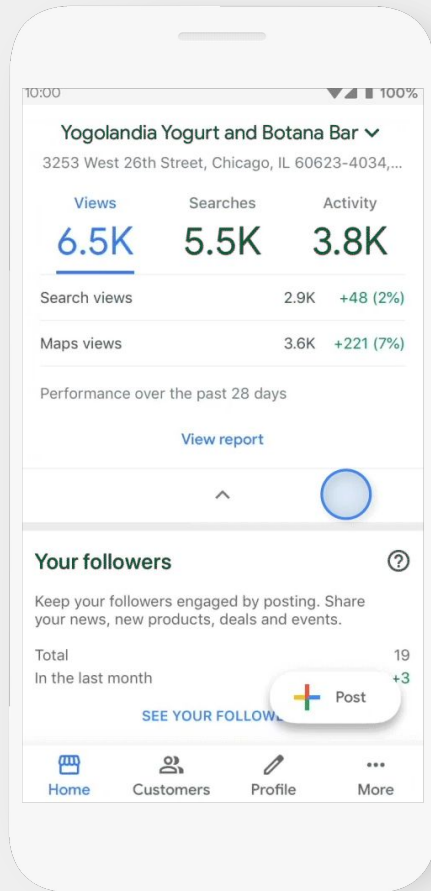 10:00 100%
Yogolandia Yogurt and Botana Bar
3253 West 26th Street, Chicago, IL 60623-4034,...
Views Searches Activity
6.5K 5.5K 3.8K
Search views 2.9K +48 (2%)
Maps views 3.6K +221 (7%)
Performance over the past 28 days
View report
Your followers
Keep your followers engaged by posting. Share
your news, new products, deals and events.
Total 19
In the last month +3
Post
SEE YOUR FOLLOW
Home Customers Profile More